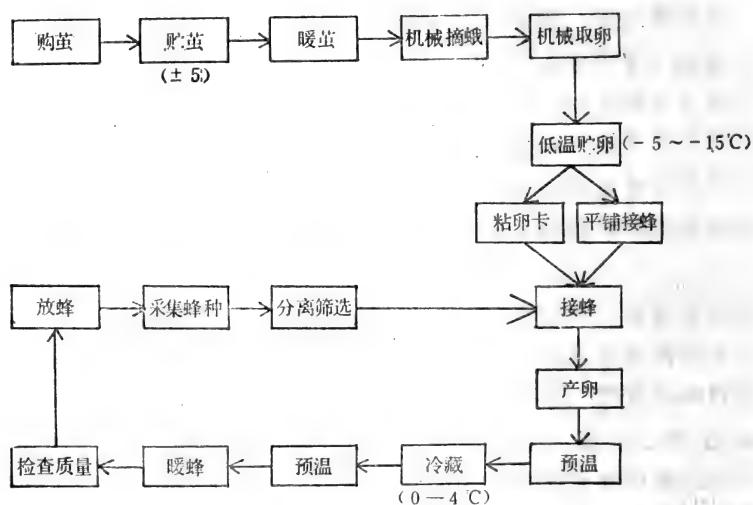 购茧 贮茧 暖茧 机械摘蛾 机械取卵
(±5)
低温贮卵 (-5～-15℃)
粘卵卡 平铺接蜂
放蜂 采集蜂种 分离筛选 接蜂
产卵
检查质量 暖蜂 预温 冷藏 预温
(0—4℃)